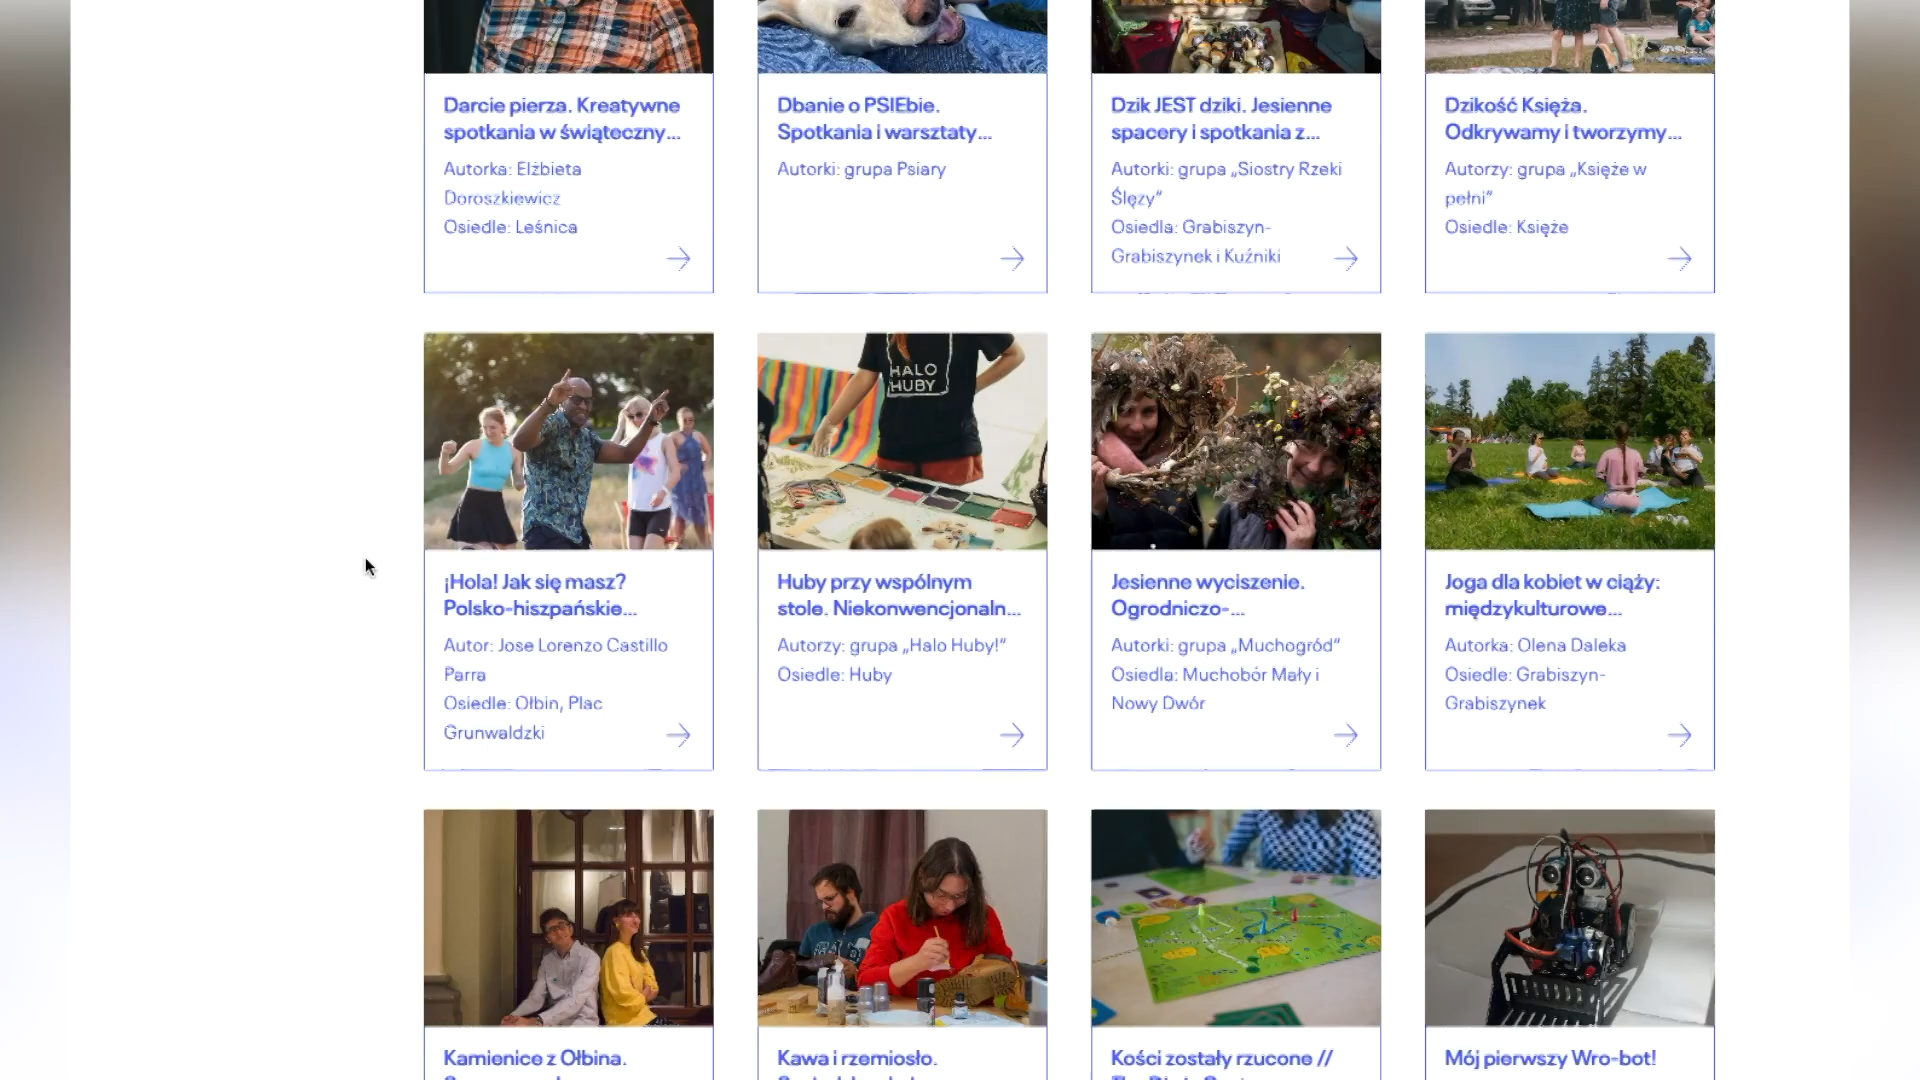 Darcie pierza. Kreatywne
spotkania w świąteczny...
Autorka: Elżbieta
Doroszkiewicz
Osiedle: Leśnica
Dbanie o PSIEbie.
Spotkania i warsztaty...
Autorki: grupa Psiary
Dzik JEST dziki. Jesienne
spacery i spotkania z...
Autorki: grupa „Siostry Rzeki
Ślęzy“
Osiedla: Grabiszyn-
Grabiszynek i Kuźniki
Dzikość Księża.
Odkrywamy i tworzymy...
Autorzy: grupa „Księże w
pełni”
Osiedle: Księże
HALO
HUBY
¡Hola! Jak się masz?
Polsko-hiszpańskie...
Autor: Jose Lorenzo Castillo
Parra
Osiedle: Ołbin, Plac
Grunwaldzki
Huby przy wspólnym
stole. Niekonwencjonaln...
Autorzy: grupa „Halo Huby!”
Osiedle: Huby
Jesienne wyciszenie.
Ogrodniczo-...
Autorki: grupa „Muchogród“
Osiedla: Muchobór Mały i
Nowy Dwór
Joga dla kobiet w ciąży:
międzykulturowe...
Autorka: Olena Daleka
Osiedle: Grabiszyn-
Grabiszynek
Kamienice z Ołbina.
Kawa i rzemiosło.
Kości zostały rzucone //
Mój pierwszy Wro-bot!